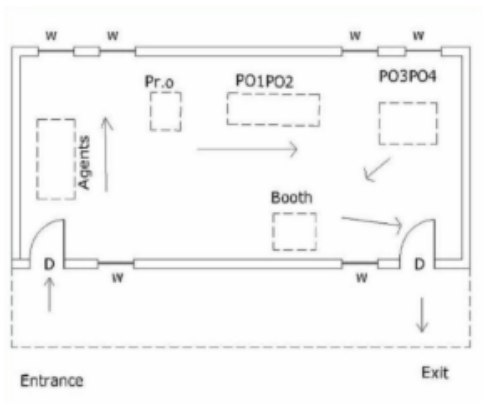 W W W W
Pr.o PO1PO2 PO3PO4
Agents
Booth
D D
W W
Entrance Exit